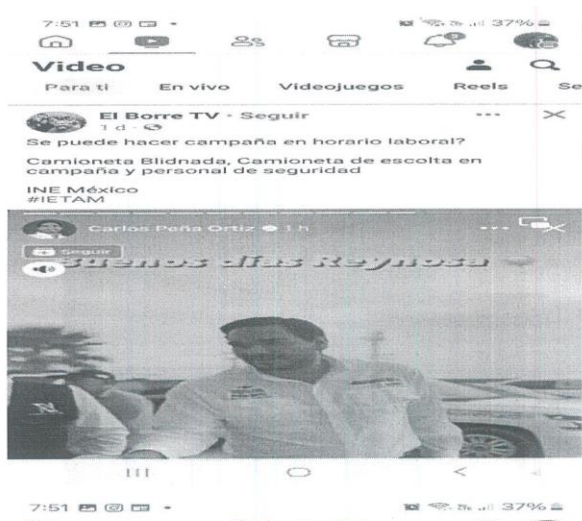 7:51
37%
3
Video
Para ti En vivo Videojuegos Reels Se
El Borre TV · Seguir
1 d ·
Se puede hacer campaña en horario laboral?
Camioneta Blidnada, Camioneta de escolta en
campaña y personal de seguridad
INE México
#IETAM
Carlos Peña Ortiz 1 h
Seguir
Buenos días Reynosa
7:51
37%